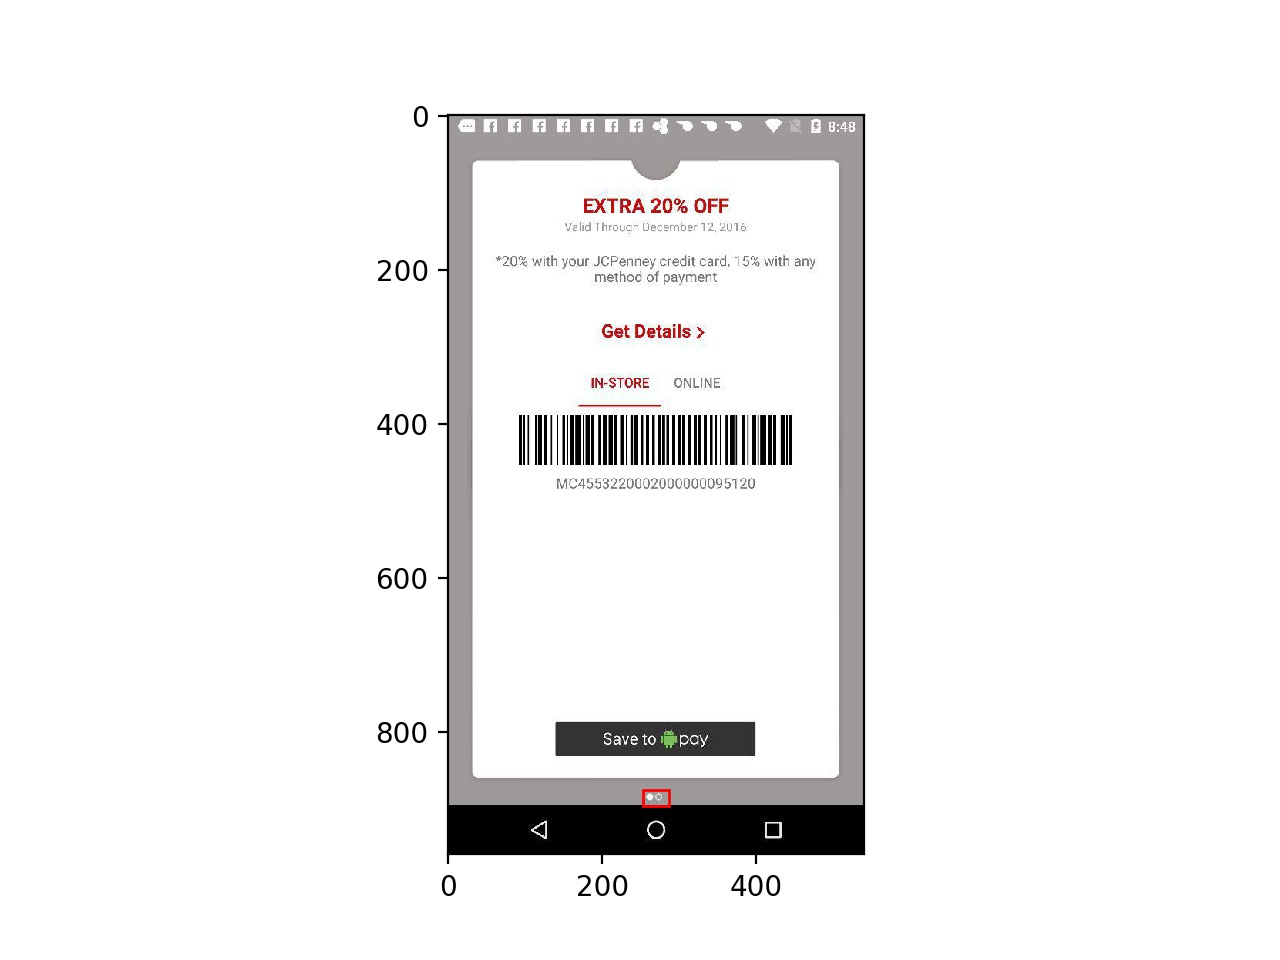 0
8:48
EXTRA 20% OFF
Valid Through December 12, 2016
200
*20% with your JCPenney credit card, 15% with any
method of payment
Get Details >
IN-STORE ONLINE
400
MC4553220002000000095120
600
800
Save to pay
0 200 400